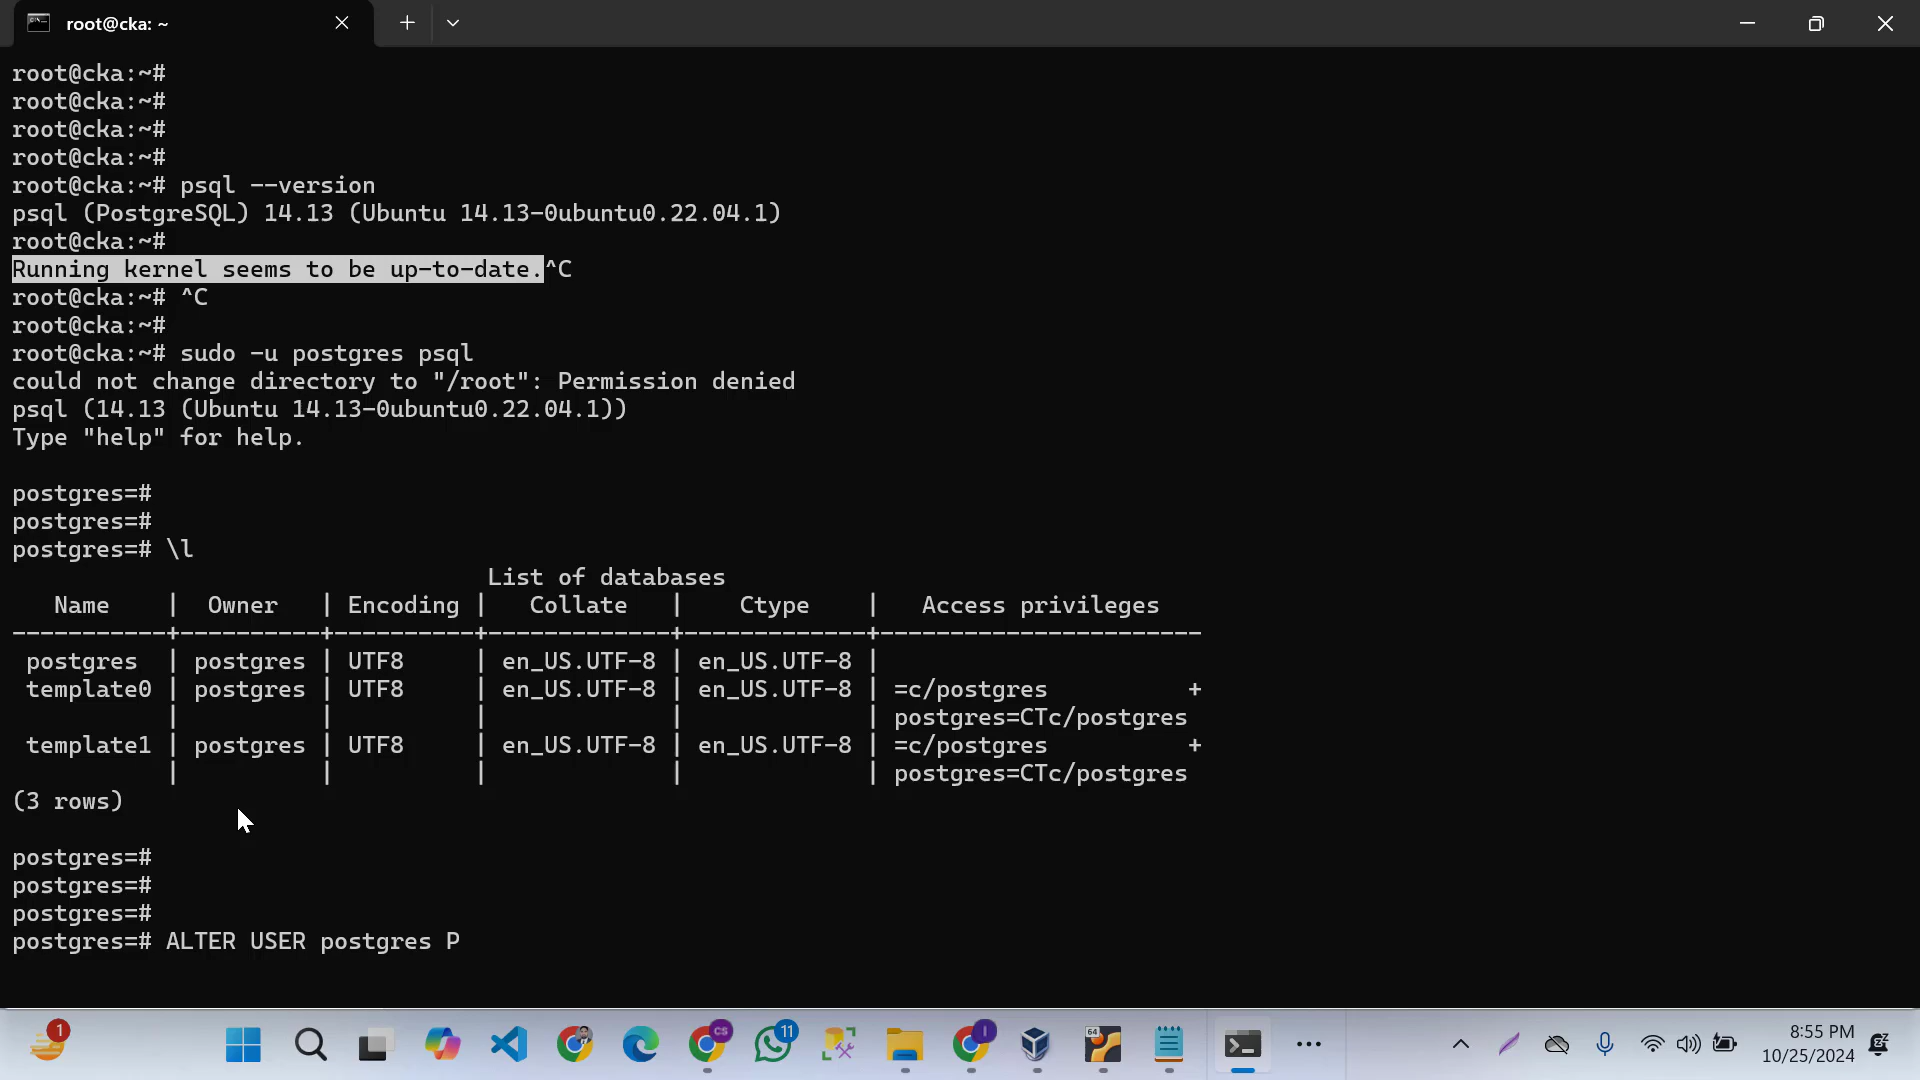 root@cka: ~
root@cka:~#
root@cka:~#
root@cka:~#
root@cka:~#
root@cka:~# psql --version
psql (PostgreSQL) 14.13 (Ubuntu 14.13-0ubuntu0.22.04.1)
root@cka:~#
Running kernel seems to be up-to-date.^C
root@cka:~# ^C
root@cka:~#
root@cka:~# sudo -u postgres psql
could not change directory to "/root": Permission denied
psql (14.13 (Ubuntu 14.13-0ubuntu0.22.04.1))
Type "help" for help.
postgres=#
postgres=#
postgres=# \l
List of databases
Name | Owner | Encoding | Collate | Ctype | Access privileges
-----------+----------+----------+-------------+-------------+-----------------------
postgres | postgres | UTF8 | en_US.UTF-8 | en_US.UTF-8 |
template0 | postgres | UTF8 | en_US.UTF-8 | en_US.UTF-8 | =c/postgres +
| | | | | postgres=CTc/postgres
template1 | postgres | UTF8 | en_US.UTF-8 | en_US.UTF-8 | =c/postgres +
| | | | | postgres=CTc/postgres
(3 rows)
postgres=#
postgres=#
postgres=#
postgres=# ALTER USER postgres P
1
CS
11
I
64
8:55 PM
10/25/2024